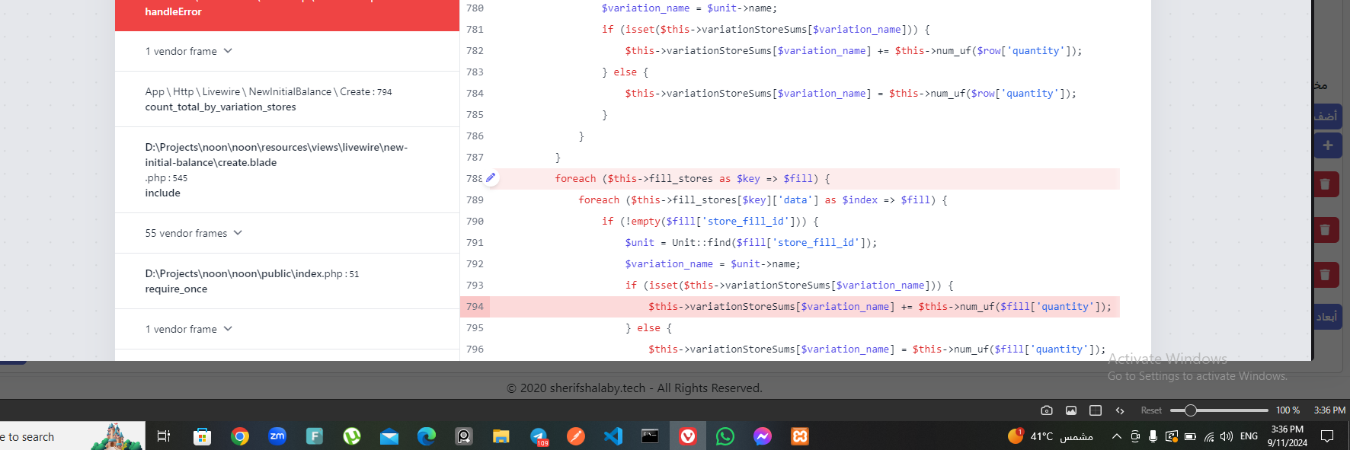 handleError
1 vendor frame
App \ Http \ Livewire \ NewInitialBalance \ Create : 794
count_total_by_variation_stores
D:\Projects\noon\noon\resources\views\livewire\new-
initial-balance\create.blade
.php : 545
include
55 vendor frames
D:\Projects\noon\noon\public\index.php : 51
require_once
1 vendor frame
780 $variation_name = $unit->name;
781 if (isset($this->variationStoreSums[$variation_name])) {
782 $this->variationStoreSums[$variation_name] += $this->num_uf($row['quantity']);
783 } else {
784 $this->variationStoreSums[$variation_name] = $this->num_uf($row['quantity']);
785 }
786 }
787 }
788 foreach ($this->fill_stores as $key => $fill) {
789 foreach ($this->fill_stores[$key]['data'] as $index => $fill) {
790 if (!empty($fill['store_fill_id'])) {
791 $unit = Unit::find($fill['store_fill_id']);
792 $variation_name = $unit->name;
793 if (isset($this->variationStoreSums[$variation_name])) {
794 $this->variationStoreSums[$variation_name] += $this->num_uf($fill['quantity']);
795 } else {
796 $this->variationStoreSums[$variation_name] = $this->num_uf($fill['quantity']);
أضف
أبعاد
Activate Windows
Go to Settings to activate Windows.
© 2020 sherifshalaby.tech - All Rights Reserved.
Reset 100 % 3:36 PM
e to search
zm
F
109
1
41°C مشمس
ENG
3:36 PM
9/11/2024